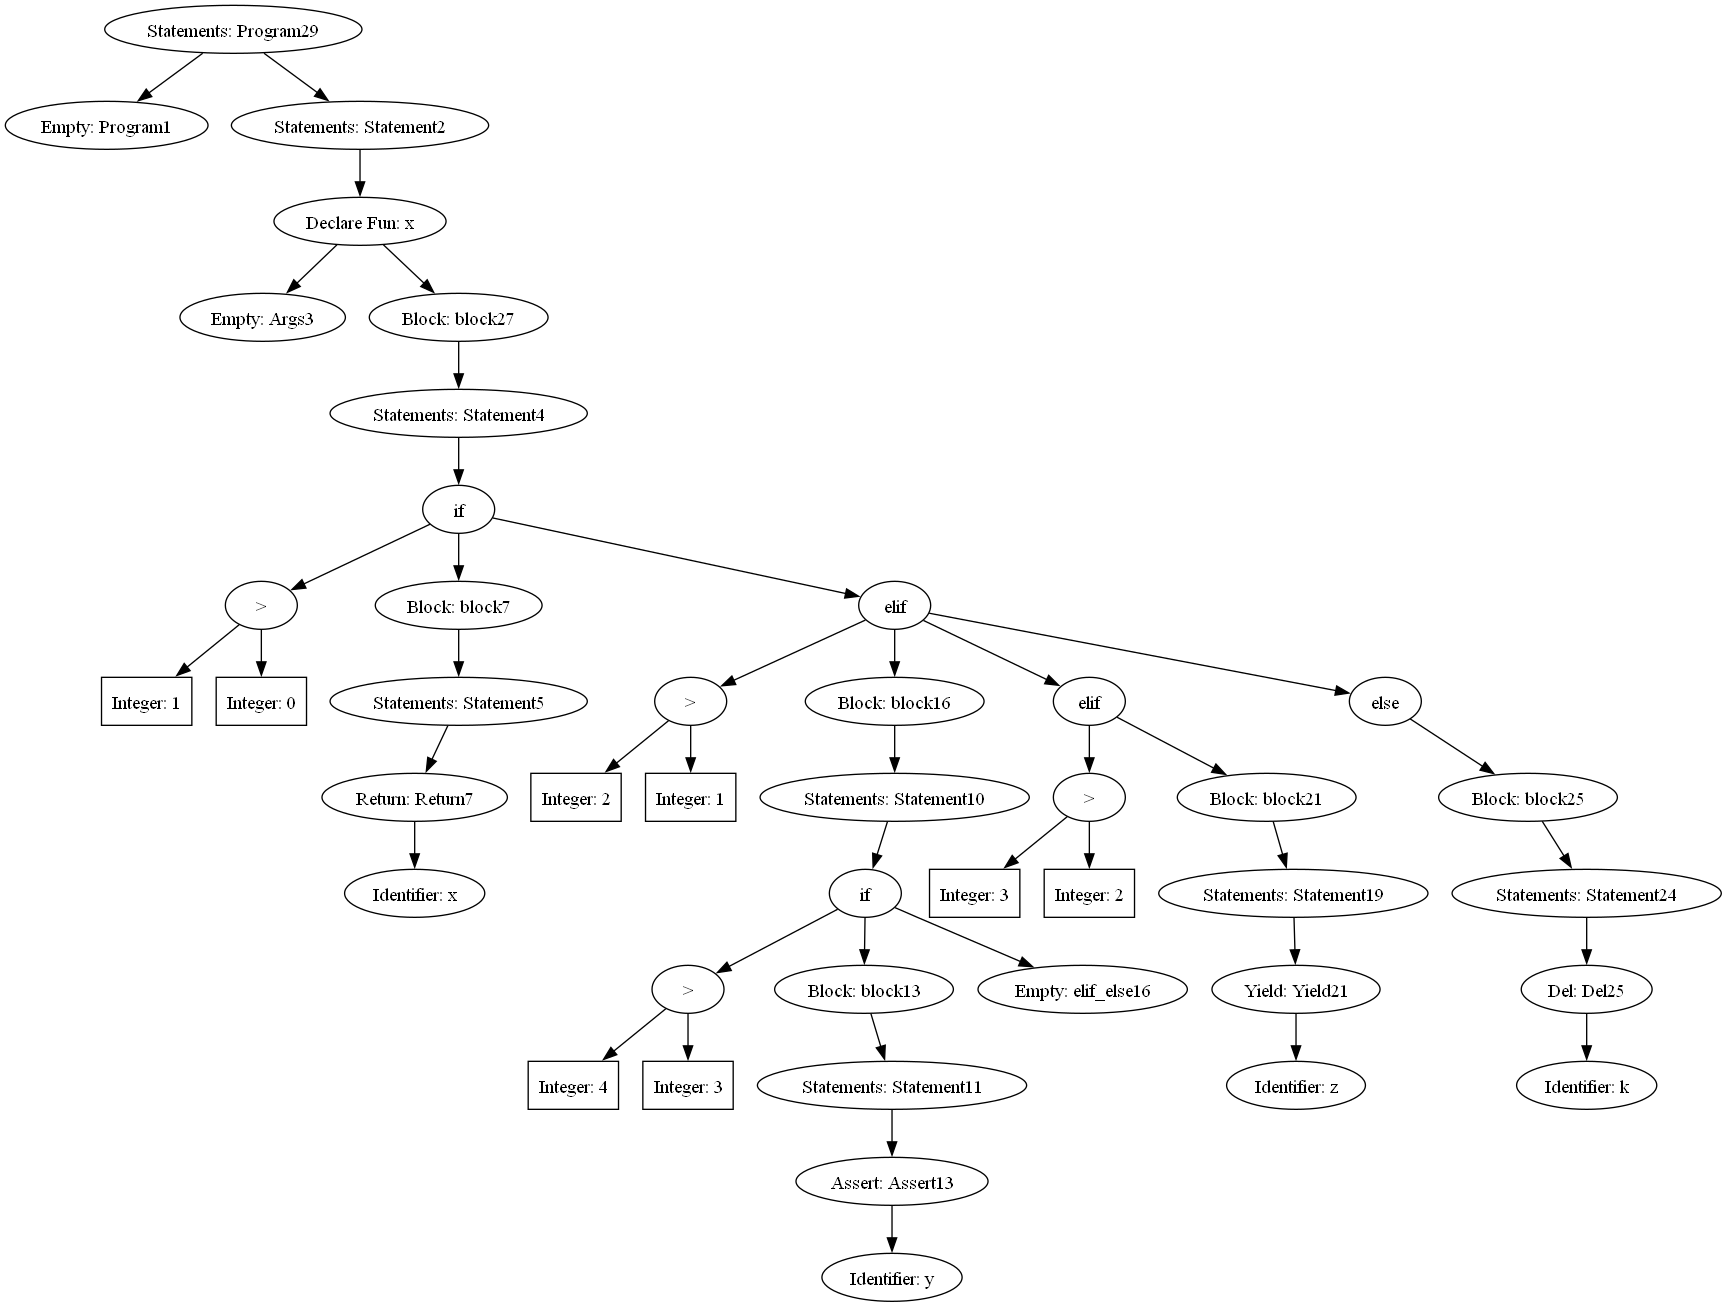 Statements: Program29
Empty: Program1
Statements: Statement2
Declare Fun: x
Empty: Args3
Block: block27
Statements: Statement4
if
>
Block: block7
elif
Integer: 1
Integer: 0
Statements: Statement5
>
Block: block16
elif
else
Return: Return7
Integer: 2
Integer: 1
Statements: Statement10
>
Block: block21
Block: block25
Identifier: x
if
Integer: 3
Integer: 2
Statements: Statement19
Statements: Statement24
>
Block: block13
Empty: elif_else16
Yield: Yield21
Del: Del25
Integer: 4
Integer: 3
Statements: Statement11
Identifier: z
Identifier: k
Assert: Assert13
Identifier: y